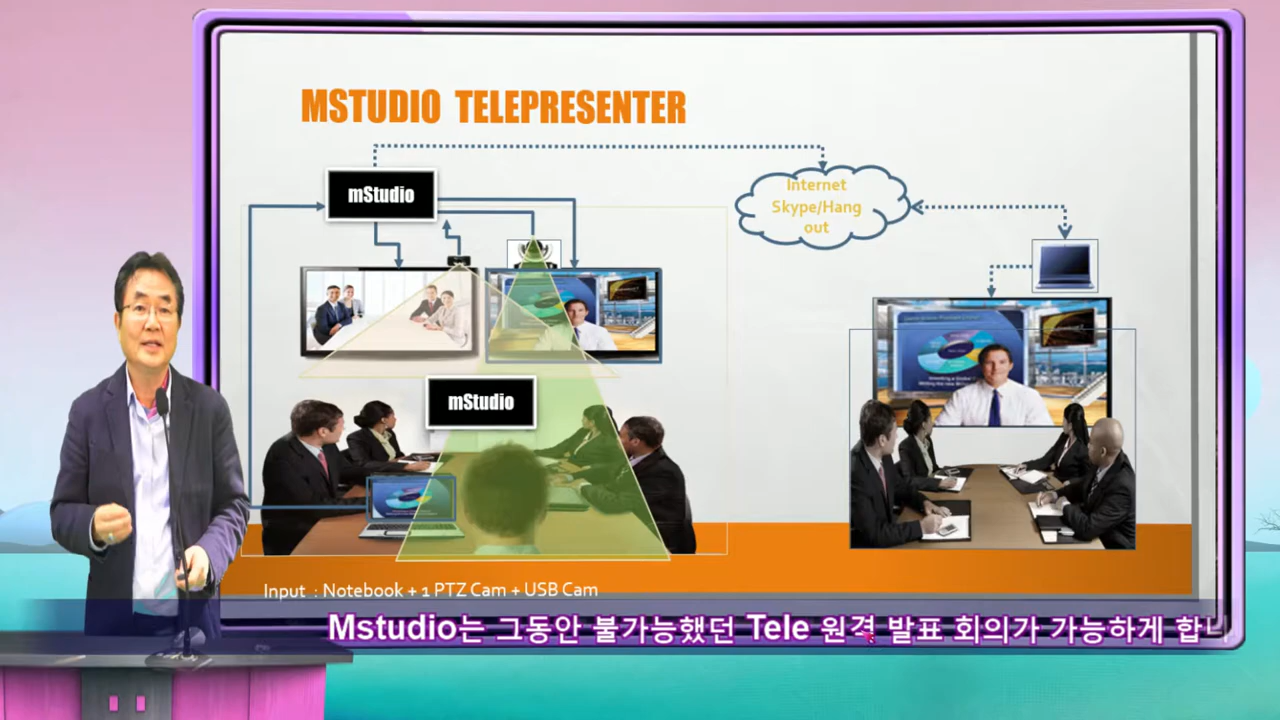 MSTUDIO TELEPRESENTER
mStudio
Internet
Skype/Hang
out
mStudio
Input : Notebook + 1 PTZ Cam + USB Cam
Mstudio는 그동안 불가능했던 Tele 원격 발표 회의가 가능하게 합니